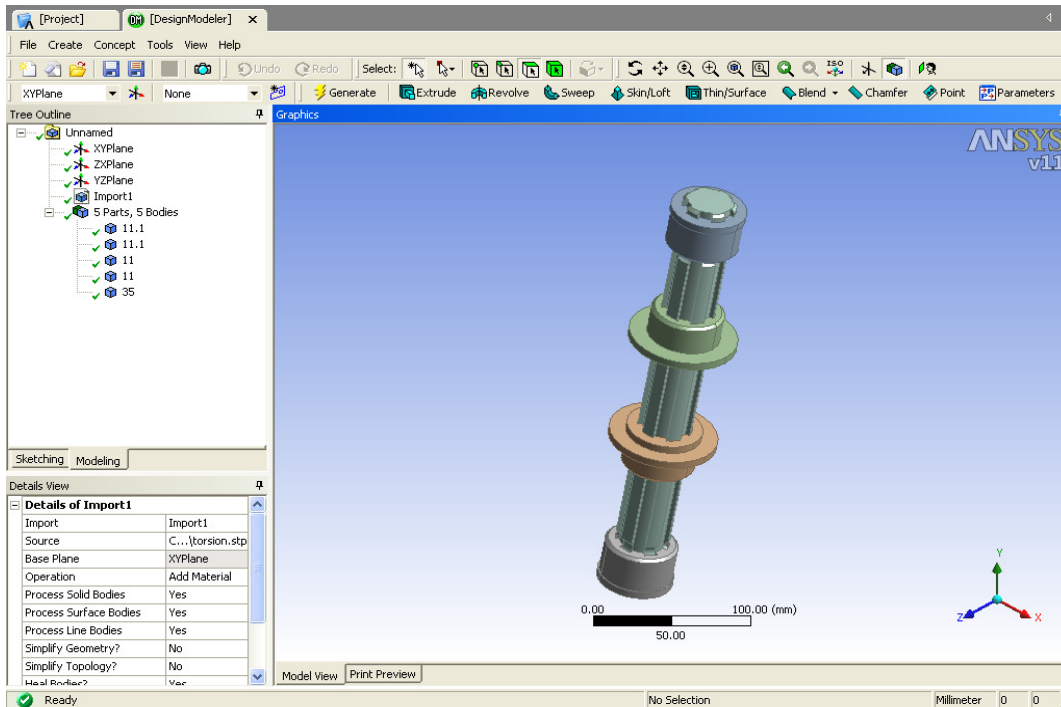 [Project] [DesignModeler]
File Create Concept Tools View Help
Undo Redo Select: ISO
XYPlane None Generate Extrude Revolve Sweep Skin/Loft Thin/Surface Blend Chamfer Point Parameters
Tree Outline
Unnamed
XYPlane
ZXPlane
YZPlane
Import1
5 Parts, 5 Bodies
11.1
11.1
11
11
35
Sketching Modeling
Details View
Details of Import1
Import Import1
Source C...\torsion.stp
Base Plane XYPlane
Operation Add Material
Process Solid Bodies Yes
Process Surface Bodies Yes
Process Line Bodies Yes
Simplify Geometry? No
Simplify Topology? No
Heal Bodies? Yes
Graphics
ANSYS
v11
0.00 100.00 (mm)
50.00
Y
Z X
Model View Print Preview
Ready No Selection Millimeter 0 0